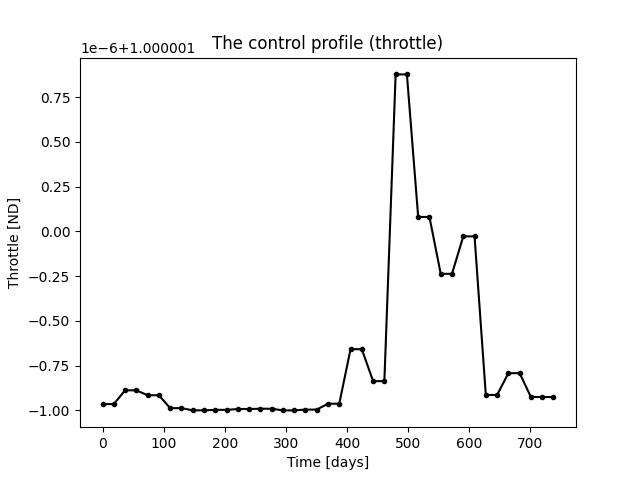 The control profile (throttle)
1e−6+1.000001
0.75
0.50
0.25
0.00
−0.25
−0.50
−0.75
−1.00
Throttle [ND]
0 100 200 300 400 500 600 700
Time [days]